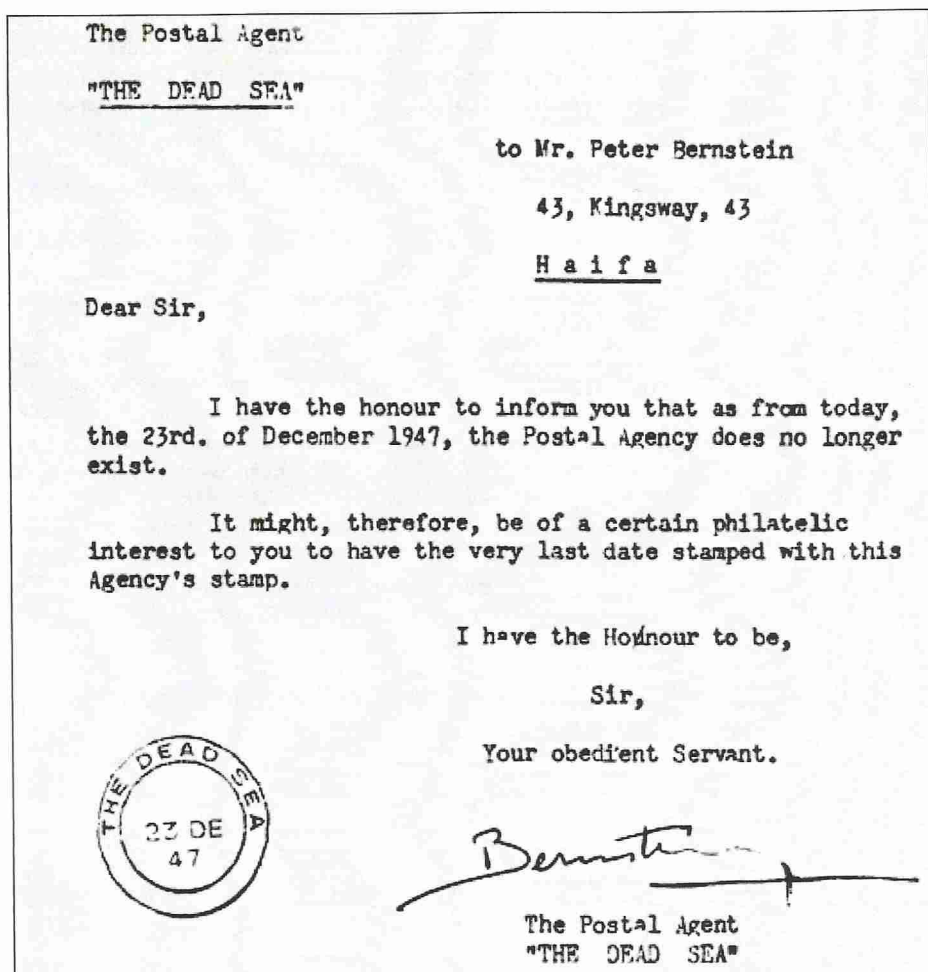 The Postal Agent
"THE DEAD SEA"
to Mr. Peter Bernstein
43, Kingsway, 43
H a i f a
Dear Sir,
I have the honour to inform you that as from today,
the 23rd. of December 1947, the Postal Agency does no longer
exist.
It might, therefore, be of a certain philatelic
interest to you to have the very last date stamped with this
Agency's stamp.
I have the Honnour to be,
Sir,
Your obedient Servant.
THE DEAD SEA
23 DE
47
Bernstein
The Postal Agent
"THE DEAD SEA"